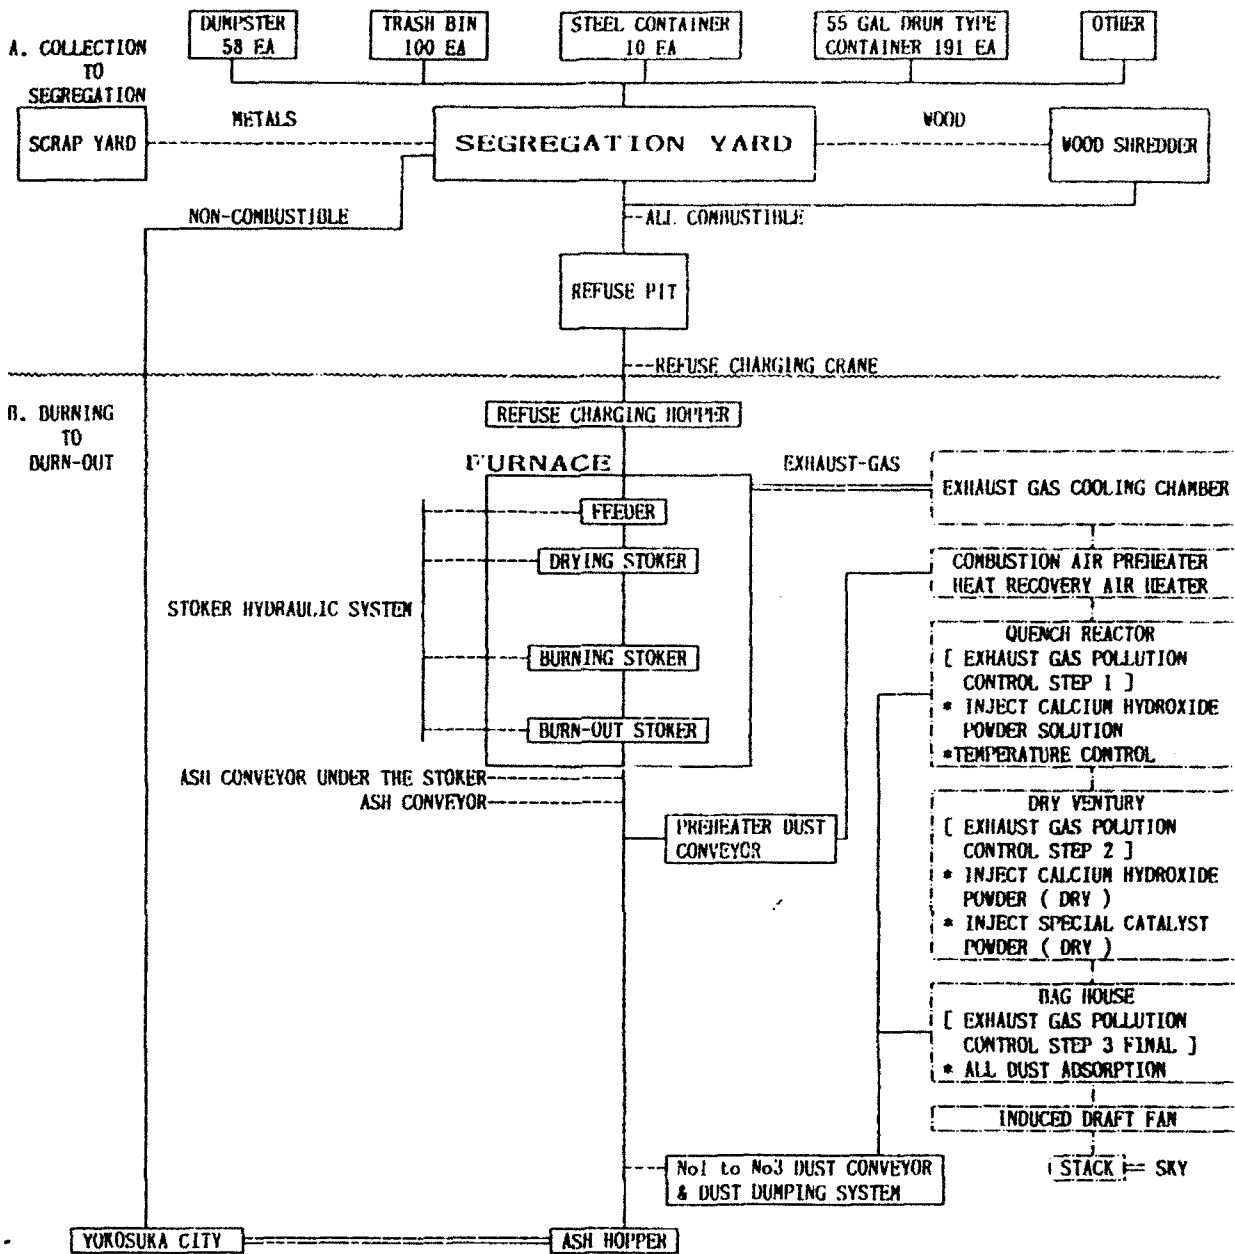 DUMPSTER
58 EA
TRASH BIN
100 EA
STEEL CONTAINER
10 EA
55 GAL DRUM TYPE
CONTAINER 191 EA
OTHER
A. COLLECTION
TO
SEGREGATION
SCRAP YARD
METALS
SEGREGATION YARD
WOOD
WOOD SHREDDER
NON-COMBUSTIBLE
ALL COMBUSTIBLE
REFUSE PIT
REFUSE CHARGING CRANE
B. BURNING
TO
BURN-OUT
REFUSE CHARGING HOPPER
FURNACE
EXHAUST-GAS
EXHAUST GAS COOLING CHAMBER
FEEDER
DRYING STOKER
STOKER HYDRAULIC SYSTEM
BURNING STOKER
BURN-OUT STOKER
COMBUSTION AIR PREHEATER
HEAT RECOVERY AIR HEATER
QUENCH REACTOR
[ EXHAUST GAS POLLUTION
CONTROL STEP 1 ]
* INJECT CALCIUM HYDROXIDE
POWDER SOLUTION
*TEMPERATURE CONTROL
ASH CONVEYOR UNDER THE STOKER
ASH CONVEYOR
PREHEATER DUST
CONVEYOR
DRY VENTURY
[ EXHAUST GAS POLUTION
CONTROL STEP 2 ]
* INJECT CALCIUM HYDROXIDE
POWDER ( DRY )
* INJECT SPECIAL CATALYST
POWDER ( DRY )
BAG HOUSE
[ EXHAUST GAS POLLUTION
CONTROL STEP 3 FINAL ]
* ALL DUST ADSORPTION
INDUCED DRAFT FAN
No1 to No3 DUST CONVEYOR
& DUST DUMPING SYSTEM
STACK == SKY
YOKOSUKA CITY
ASH HOPPER